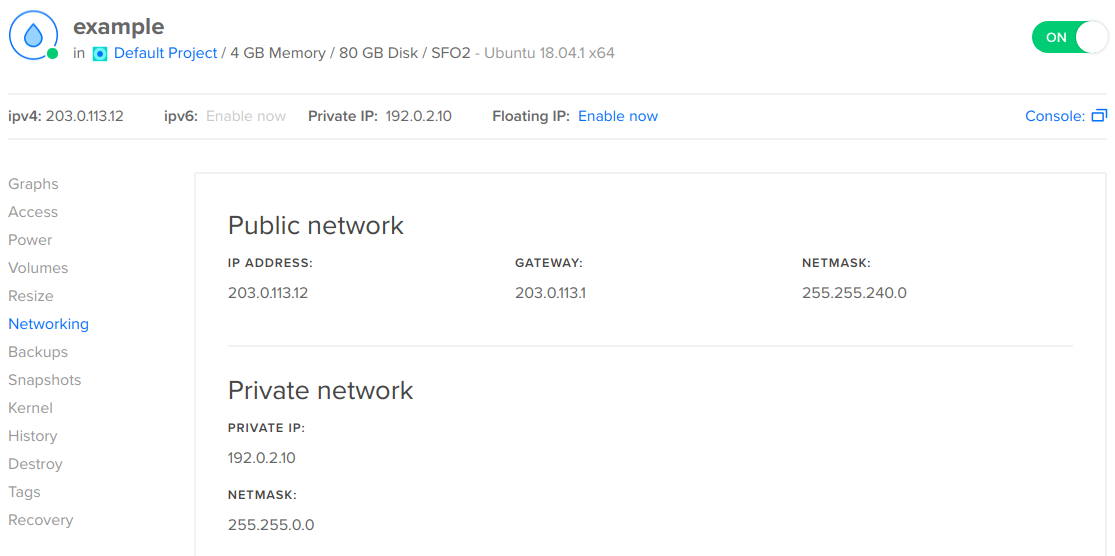 example
in Default Project / 4 GB Memory / 80 GB Disk / SFO2 - Ubuntu 18.04.1 x64
ON
ipv4: 203.0.113.12 ipv6: Enable now Private IP: 192.0.2.10 Floating IP: Enable now Console:
Graphs
Access
Power
Volumes
Resize
Networking
Backups
Snapshots
Kernel
History
Destroy
Tags
Recovery
Public network
IP ADDRESS: GATEWAY: NETMASK:
203.0.113.12 203.0.113.1 255.255.240.0
Private network
PRIVATE IP:
192.0.2.10
NETMASK:
255.255.0.0